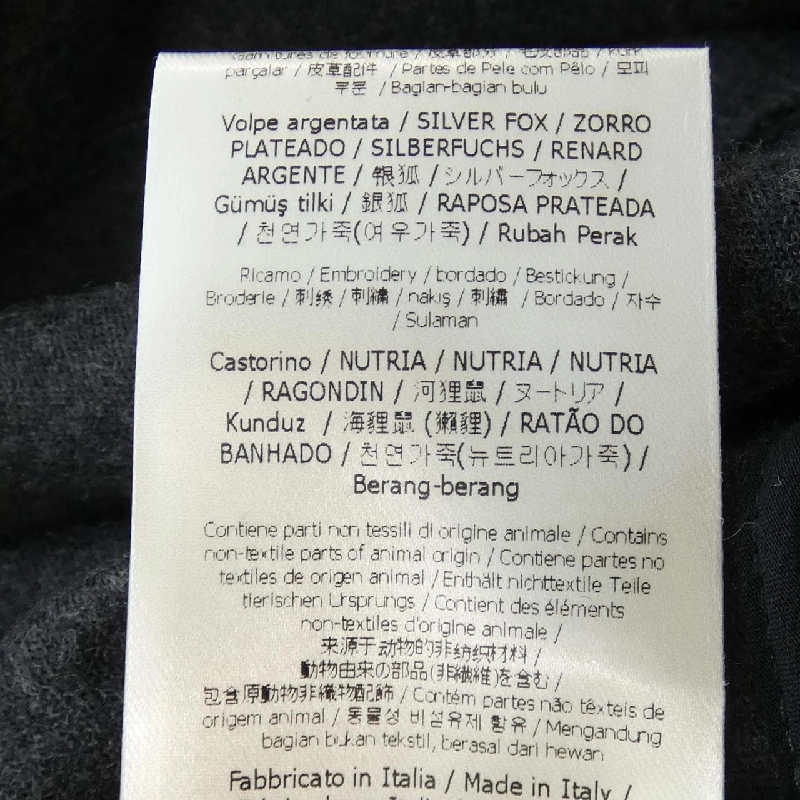 parçalar / 皮草配件 / Partes de Pele com Pêlo / 모피
부분 / Bagian-bagian bulu
Volpe argentata / SILVER FOX / ZORRO
PLATEADO / SILBERFUCHS / RENARD
ARGENTE / 银狐 / シルバーフォックス /
Gümüş tilki / 銀狐 / RAPOSA PRATEADA
/ 천연가죽(여우가죽) / Rubah Perak
Ricamo / Embroidery / bordado / Bestickung /
Broderie / 刺绣 / 刺繍 / nakış / 刺繡 / Bordado / 자수
/ Sulaman
Castorino / NUTRIA / NUTRIA / NUTRIA
/ RAGONDIN / 河狸鼠 / ヌートリア /
Kunduz / 海貍鼠 (獺貍) / RATÃO DO
BANHADO / 천연가죽(뉴트리아가죽) /
Berang-berang
Contiene parti non tessili di origine animale / Contains
non-textile parts of animal origin / Contiene partes no
textiles de origen animal / Enthält nichttextile Teile
tierischen Ursprungs / Contient des éléments
non-textiles d'origine animale /
来源于动物的非纺织材料 /
動物由来の部品(非繊維)を含む /
包含原動物非織物配飾 / Contém partes não têxteis de
origem animal / 동물성 비섬유제 함유 / Mengandung
bagian bukan tekstil, berasal dari hewan
Fabbricato in Italia / Made in Italy /